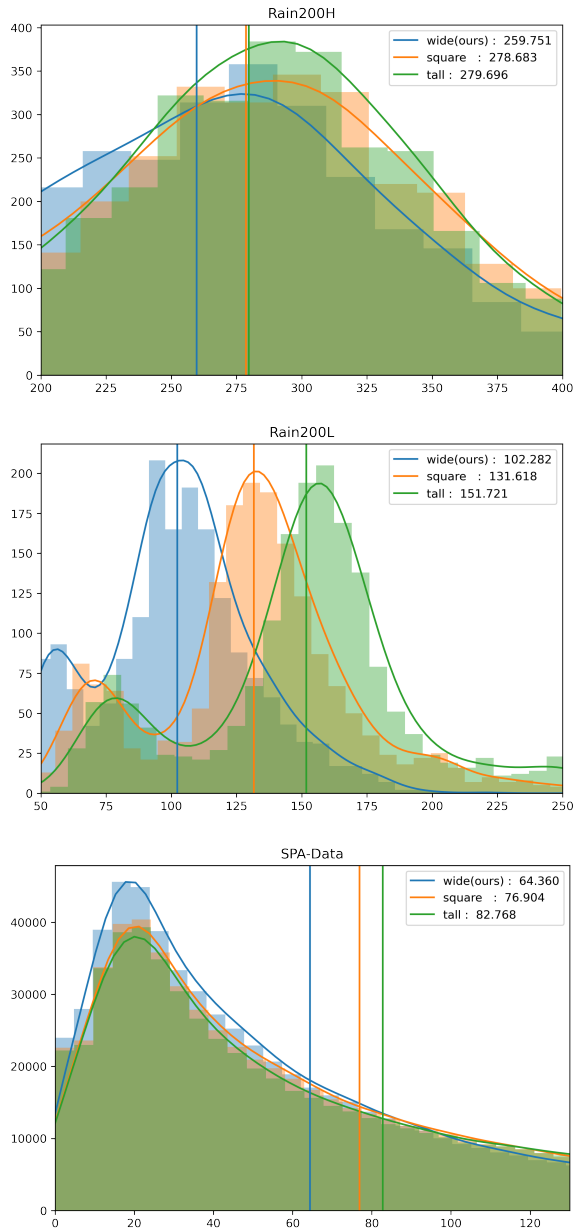 Rain200H
400
350
300
250
200
150
100
50
0
wide(ours) : 259.751
square : 278.683
tall : 279.696
200 225 250 275 300 325 350 375 400
Rain200L
200
175
150
125
100
75
50
25
0
wide(ours) : 102.282
square : 131.618
tall : 151.721
50 75 100 125 150 175 200 225 250
SPA-Data
40000
30000
20000
10000
0
wide(ours) : 64.360
square : 76.904
tall : 82.768
0 20 40 60 80 100 120